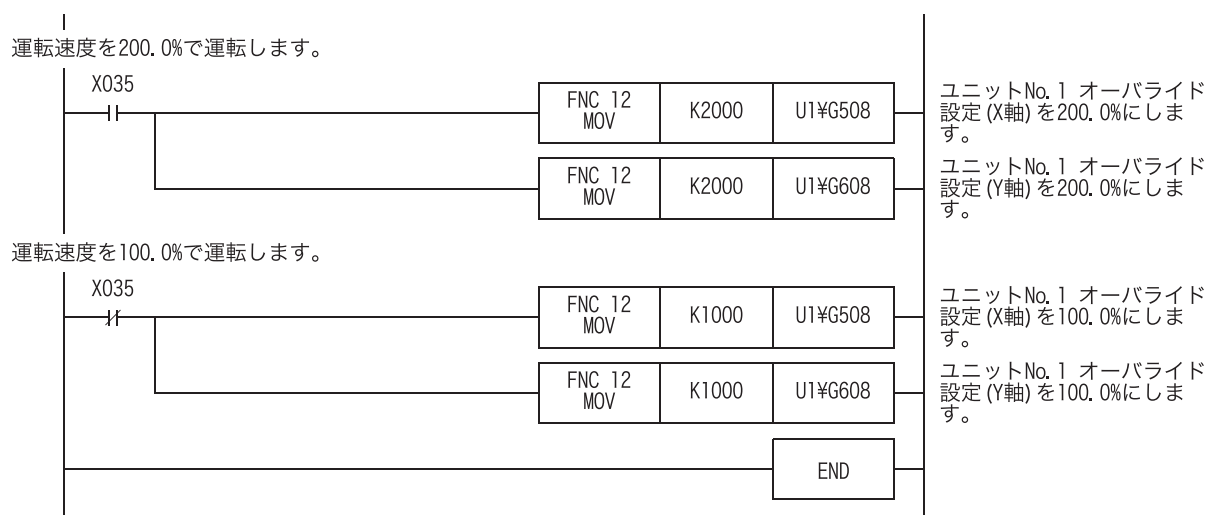 運転速度を200.0%で運転します。
X035
FNC 12
MOV
K2000
U1¥G508
ユニットNo.1 オーバライド
設定(X軸)を200.0%にしま
す。
FNC 12
MOV
K2000
U1¥G608
ユニットNo.1 オーバライド
設定(Y軸)を200.0%にしま
す。
運転速度を100.0%で運転します。
X035
FNC 12
MOV
K1000
U1¥G508
ユニットNo.1 オーバライド
設定(X軸)を100.0%にしま
す。
FNC 12
MOV
K1000
U1¥G608
ユニットNo.1 オーバライド
設定(Y軸)を100.0%にしま
す。
END